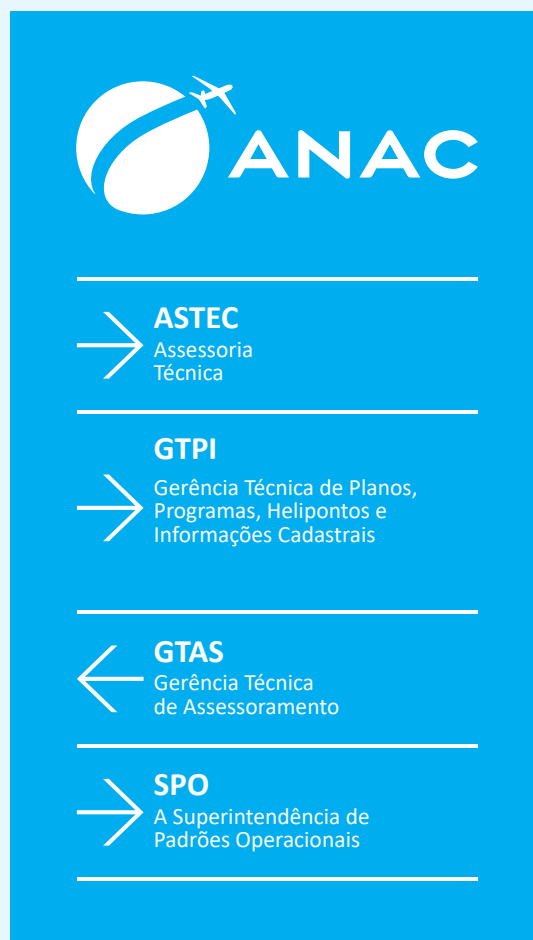 ANAC
ASTEC
Assessoria
Técnica
GTPI
Gerência Técnica de Planos,
Programas, Helipontos e
Informações Cadastrais
GTAS
Gerência Técnica
de Assessoramento
SPO
A Superintendência de
Padrões Operacionais